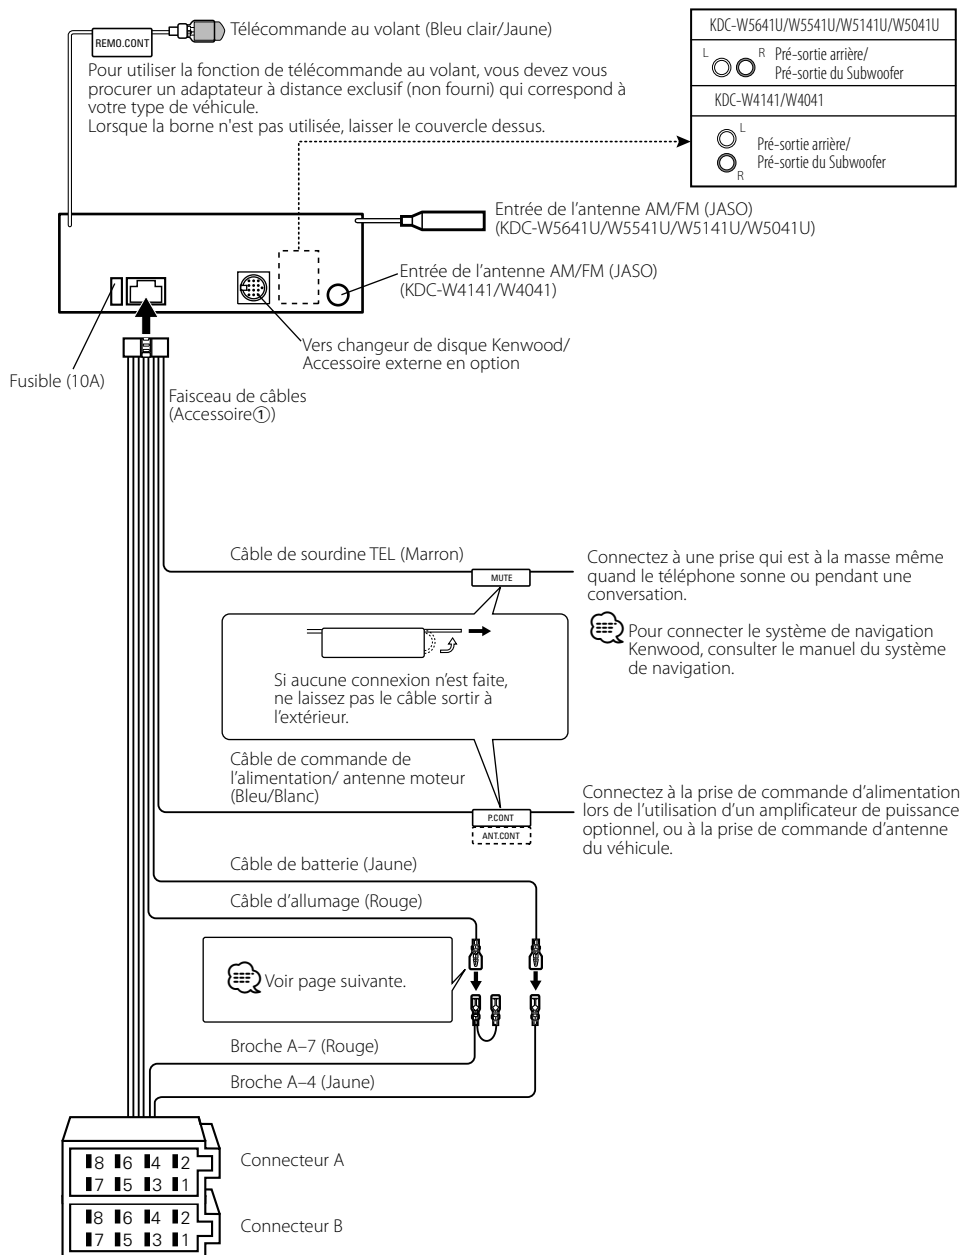 REMO.CONT
Télécommande au volant (Bleu clair/Jaune)
Pour utiliser la fonction de télécommande au volant, vous devez vous
procurer un adaptateur à distance exclusif (non fourni) qui correspond à
votre type de véhicule.
Lorsque la borne n'est pas utilisée, laisser le couvercle dessus.
KDC-W5641U/W5541U/W5141U/W5041U
L
R
Pré-sortie arrière/
Pré-sortie du Subwoofer
KDC-W4141/W4041
L
Pré-sortie arrière/
Pré-sortie du Subwoofer
R
Entrée de l'antenne AM/FM (JASO)
(KDC-W5641U/W5541U/W5141U/W5041U)
Entrée de l'antenne AM/FM (JASO)
(KDC-W4141/W4041)
Vers changeur de disque Kenwood/
Accessoire externe en option
Fusible (10A)
Faisceau de câbles
(Accessoire①)
Câble de sourdine TEL (Marron)
MUTE
Connectez à une prise qui est à la masse même
quand le téléphone sonne ou pendant une
conversation.
Pour connecter le système de navigation
Kenwood, consulter le manuel du système
de navigation.
Si aucune connexion n'est faite,
ne laissez pas le câble sortir à
l'extérieur.
Câble de commande de
l'alimentation/ antenne moteur
(Bleu/Blanc)
P.CONT
ANT.CONT
Connectez à la prise de commande d'alimentation
lors de l'utilisation d'un amplificateur de puissance
optionnel, ou à la prise de commande d'antenne
du véhicule.
Câble de batterie (Jaune)
Câble d'allumage (Rouge)
Voir page suivante.
Broche A–7 (Rouge)
Broche A–4 (Jaune)
8 6 4 2
7 5 3 1
Connecteur A
8 6 4 2
7 5 3 1
Connecteur B